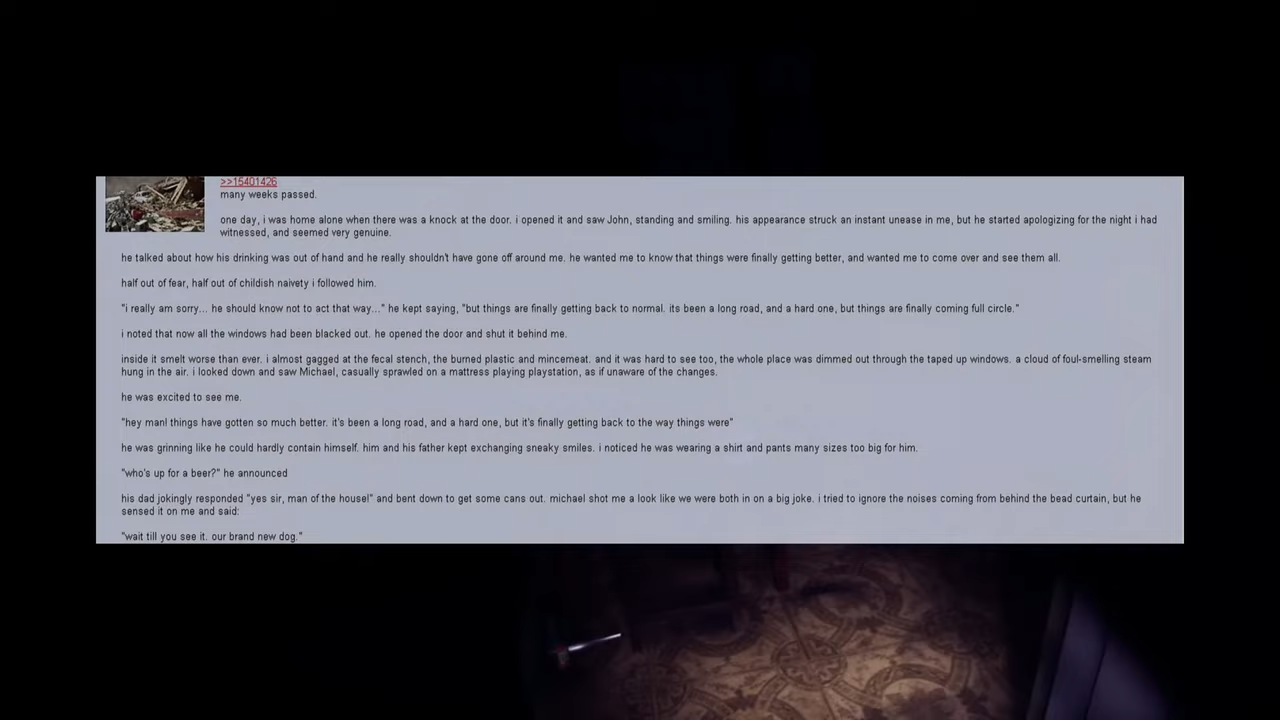 >>15401426
many weeks passed.
one day, i was home alone when there was a knock at the door. i opened it and saw John, standing and smiling. his appearance struck an instant unease in me, but he started apologizing for the night i had
witnessed, and seemed very genuine.
he talked about how his drinking was out of hand and he really shouldn't have gone off around me. he wanted me to know that things were finally getting better, and wanted me to come over and see them all.
half out of fear, half out of childish naivety i followed him.
"i really am sorry... he should know not to act that way..." he kept saying, "but things are finally getting back to normal. its been a long road, and a hard one, but things are finally coming full circle."
i noted that now all the windows had been blacked out. he opened the door and shut it behind me.
inside it smelt worse than ever. i almost gagged at the fecal stench, the burned plastic and mincemeat. and it was hard to see too, the whole place was dimmed out through the taped up windows. a cloud of foul-smelling steam
hung in the air. i looked down and saw Michael, casually sprawled on a mattress playing playstation, as if unaware of the changes.
he was excited to see me.
"hey man! things have gotten so much better. it's been a long road, and a hard one, but it's finally getting back to the way things were"
he was grinning like he could hardly contain himself. him and his father kept exchanging sneaky smiles. i noticed he was wearing a shirt and pants many sizes too big for him.
"who's up for a beer?" he announced
his dad jokingly responded "yes sir, man of the house!" and bent down to get some cans out. michael shot me a look like we were both in on a big joke. i tried to ignore the noises coming from behind the bead curtain, but he
sensed it on me and said:
"wait till you see it. our brand new dog."